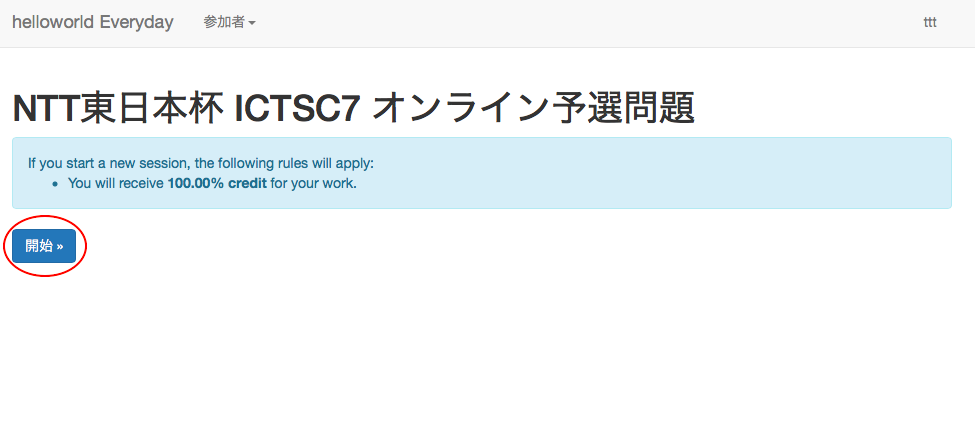 helloworld Everyday 参加者 ttt
NTT東日本杯 ICTSC7 オンライン予選問題
If you start a new session, the following rules will apply:
• You will receive 100.00% credit for your work.
開始 »